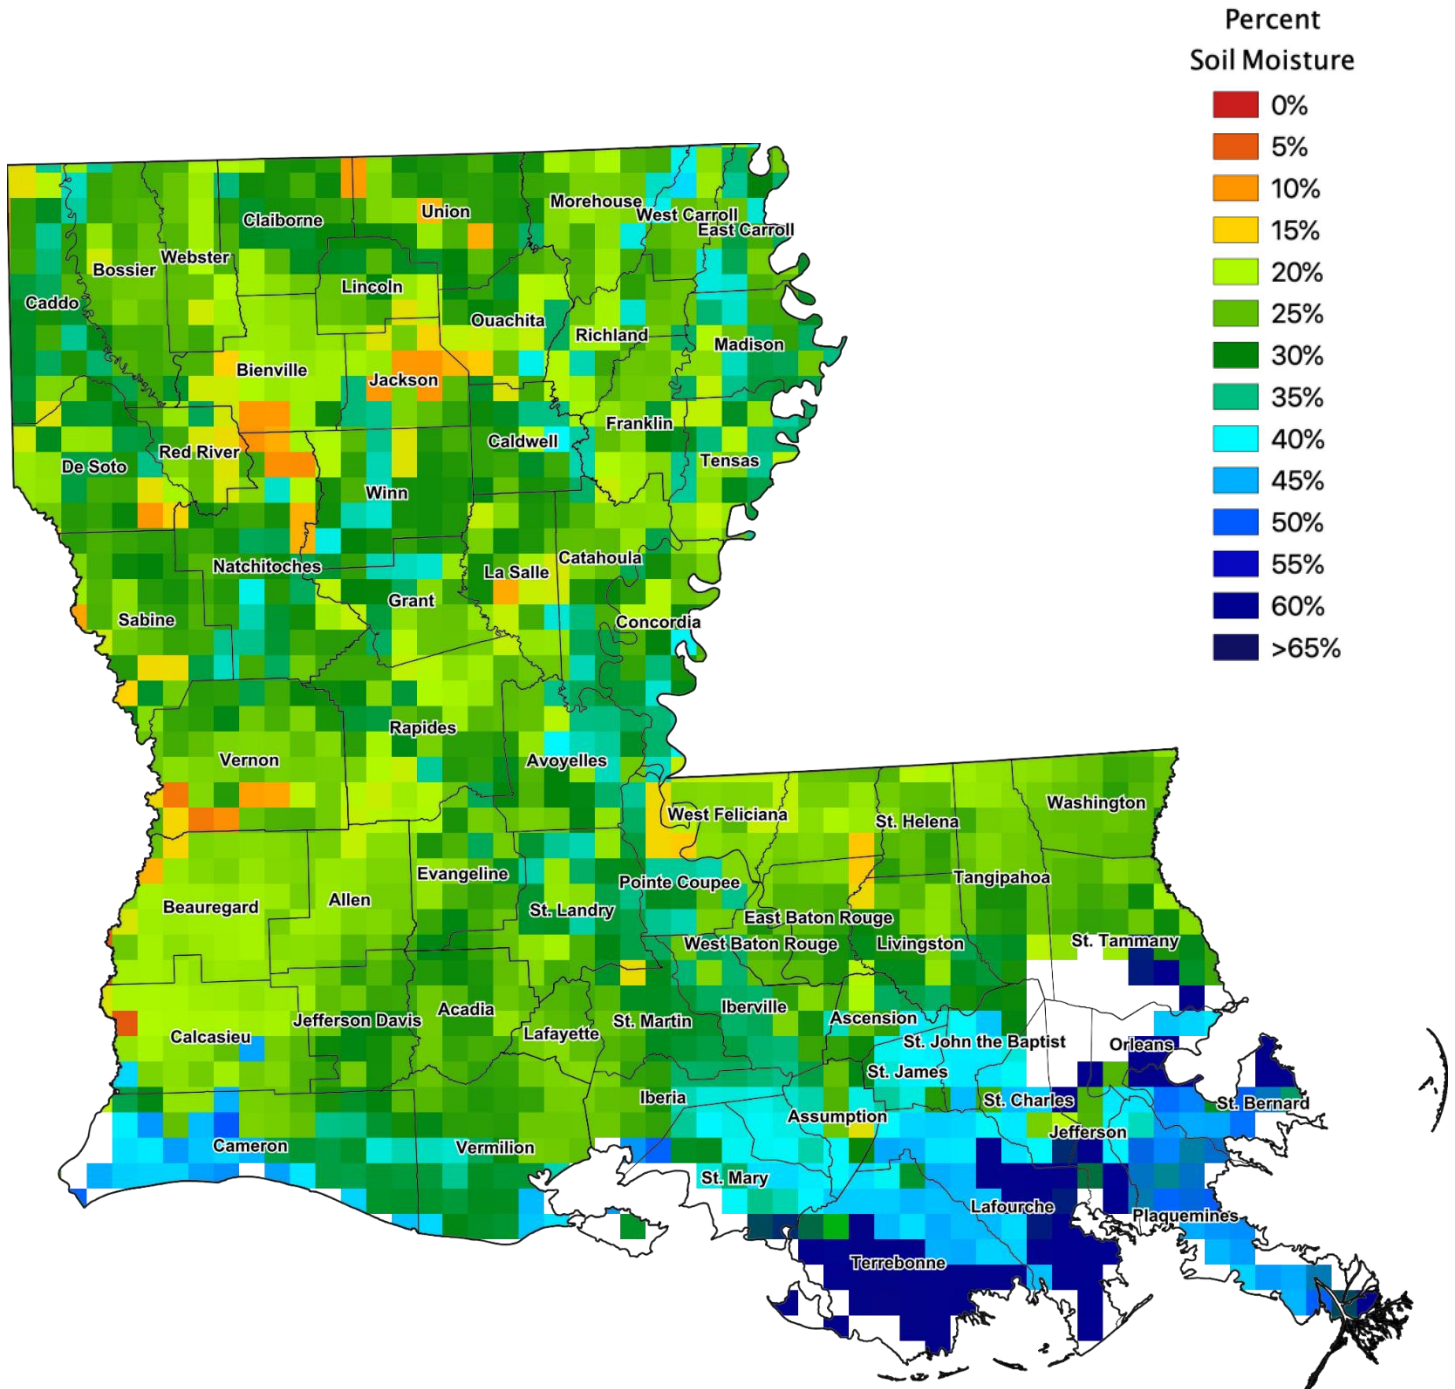 Percent
Soil Moisture
0%
5%
10%
15%
20%
25%
30%
35%
40%
45%
50%
55%
60%
>65%
Morehouse
Union
West Carroll
Claiborne
East Carroll
Webster
Bossier
Lincoln
Caddo
Ouachita
Richland
Madison
Bienville
Jackson
Franklin
Caldwell
Red River
Tensas
De Soto
Winn
Catahoula
Natchitoches
La Salle
Grant
Sabine
Concordia
Rapides
Vernon
Avoyelles
Washington
West Feliciana
St. Helena
Evangeline
Tangipahoa
Pointe Coupee
Allen
Beauregard
St. Landry
East Baton Rouge
West Baton Rouge
Livingston
St. Tammany
Iberville
Acadia
Jefferson Davis
St. Martin
Ascension
Lafayette
Calcasieu
St. John the Baptist
Orleans
St. James
Iberia
St. Charles
St. Bernard
Assumption
Jefferson
Cameron
Vermilion
St. Mary
Lafourche
Plaquemines
Terrebonne